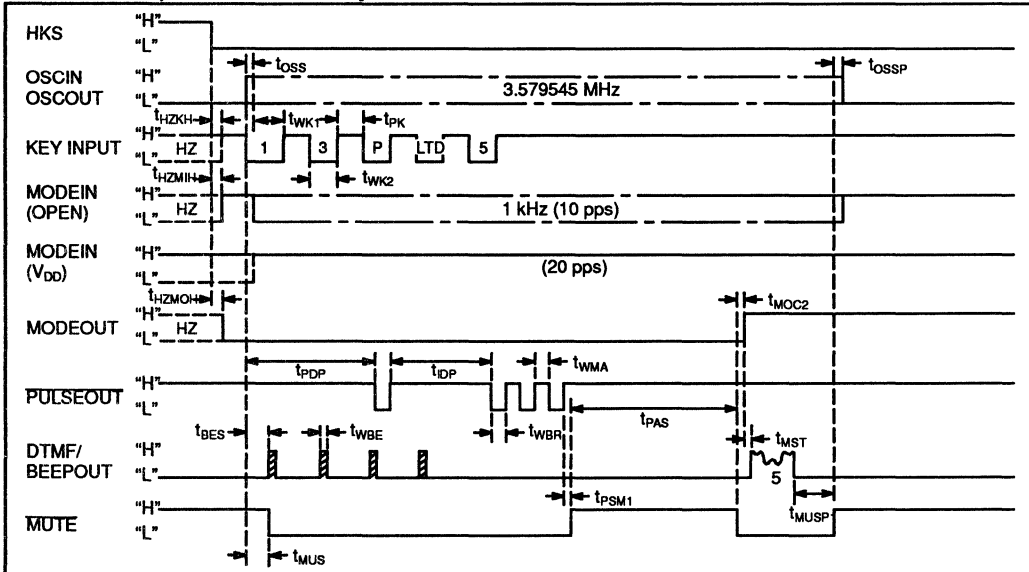 HKS "H" "L"
OSCIN OSCOUT "H" "L" tOSS 3.579545 MHz tOSSP
tHZKH
KEY INPUT "H" "L" HZ 1 tWK1 3 tWK2 tPK P LTD 5
tHZMIH
MODEIN (OPEN) "H" "L" HZ 1 kHz (10 pps)
MODEIN (VDD) "H" "L" (20 pps)
tHZMOH
MODEOUT "H" "L" HZ tMOC2
PULSEOUT "H" "L" tPDP tIDP tWBR tWMA tPAS
DTMF/ BEEPOUT "H" "L" tBES tWBE tMST 5
MUTE "H" "L" tMUS tPSM1 tMUSP